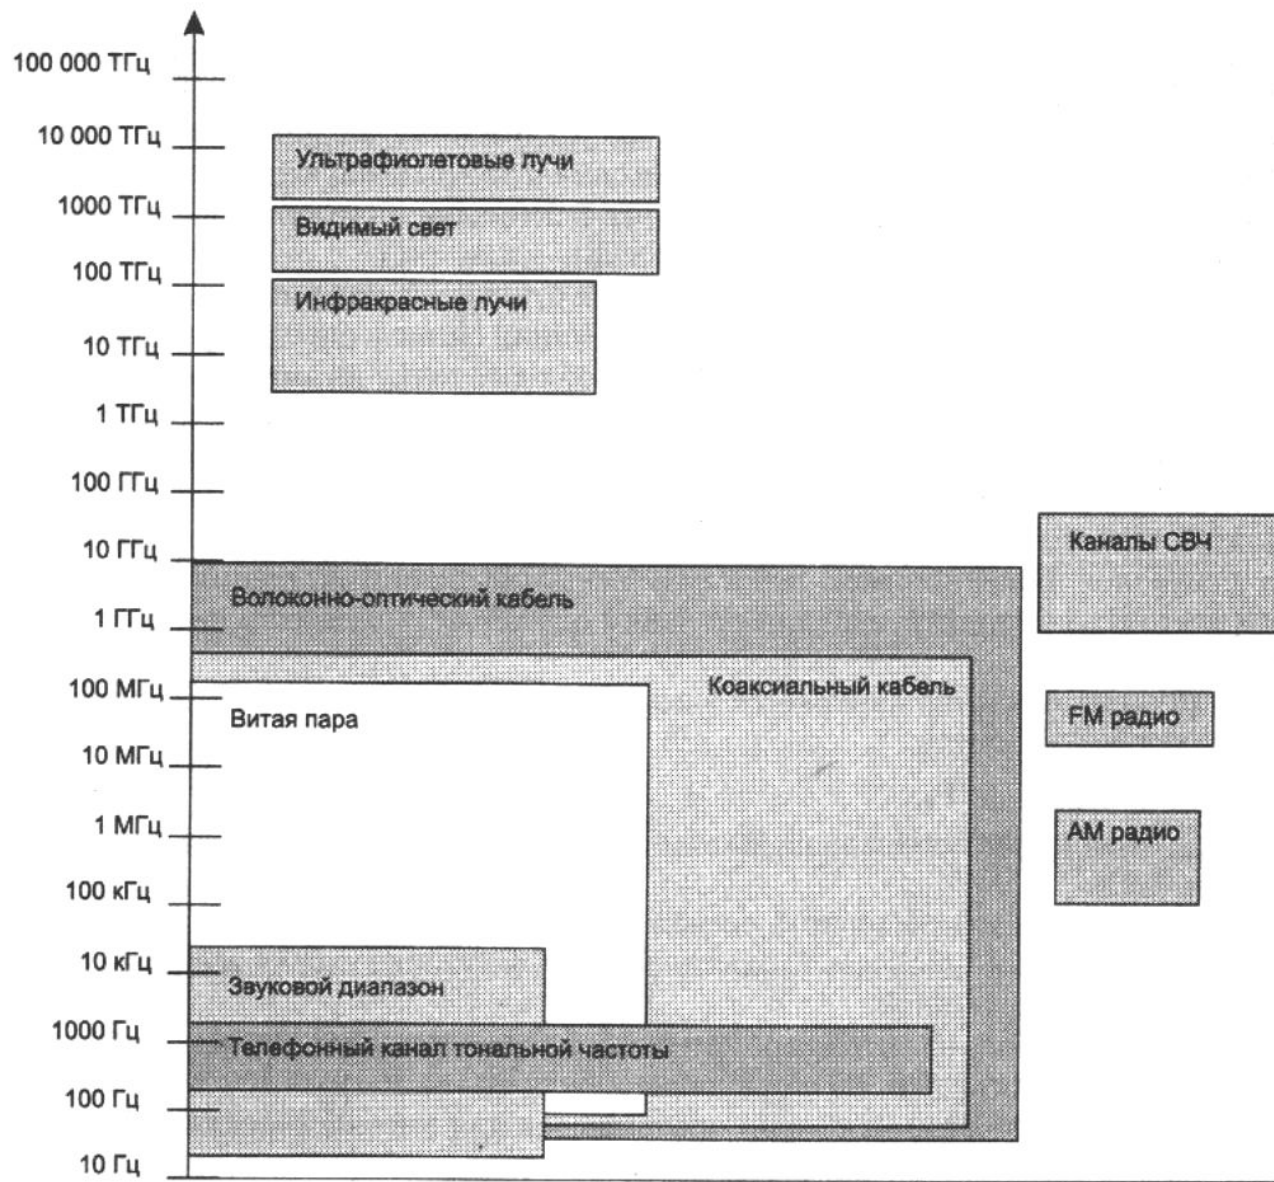 100 000 ТГц
10 000 ТГц
Ультрафиолетовые лучи
1000 ТГц
Видимый свет
100 ТГц
Инфракрасные лучи
10 ТГц
1 ТГц
100 ГГц
10 ГГц
Каналы СВЧ
Волоконно-оптический кабель
1 ГГц
Коаксиальный кабель
100 МГц
Витая пара
FM радио
10 МГц
1 МГц
АМ радио
100 кГц
10 кГц
Звуковой диапазон
1000 Гц
Телефонный канал тональной частоты
100 Гц
10 Гц